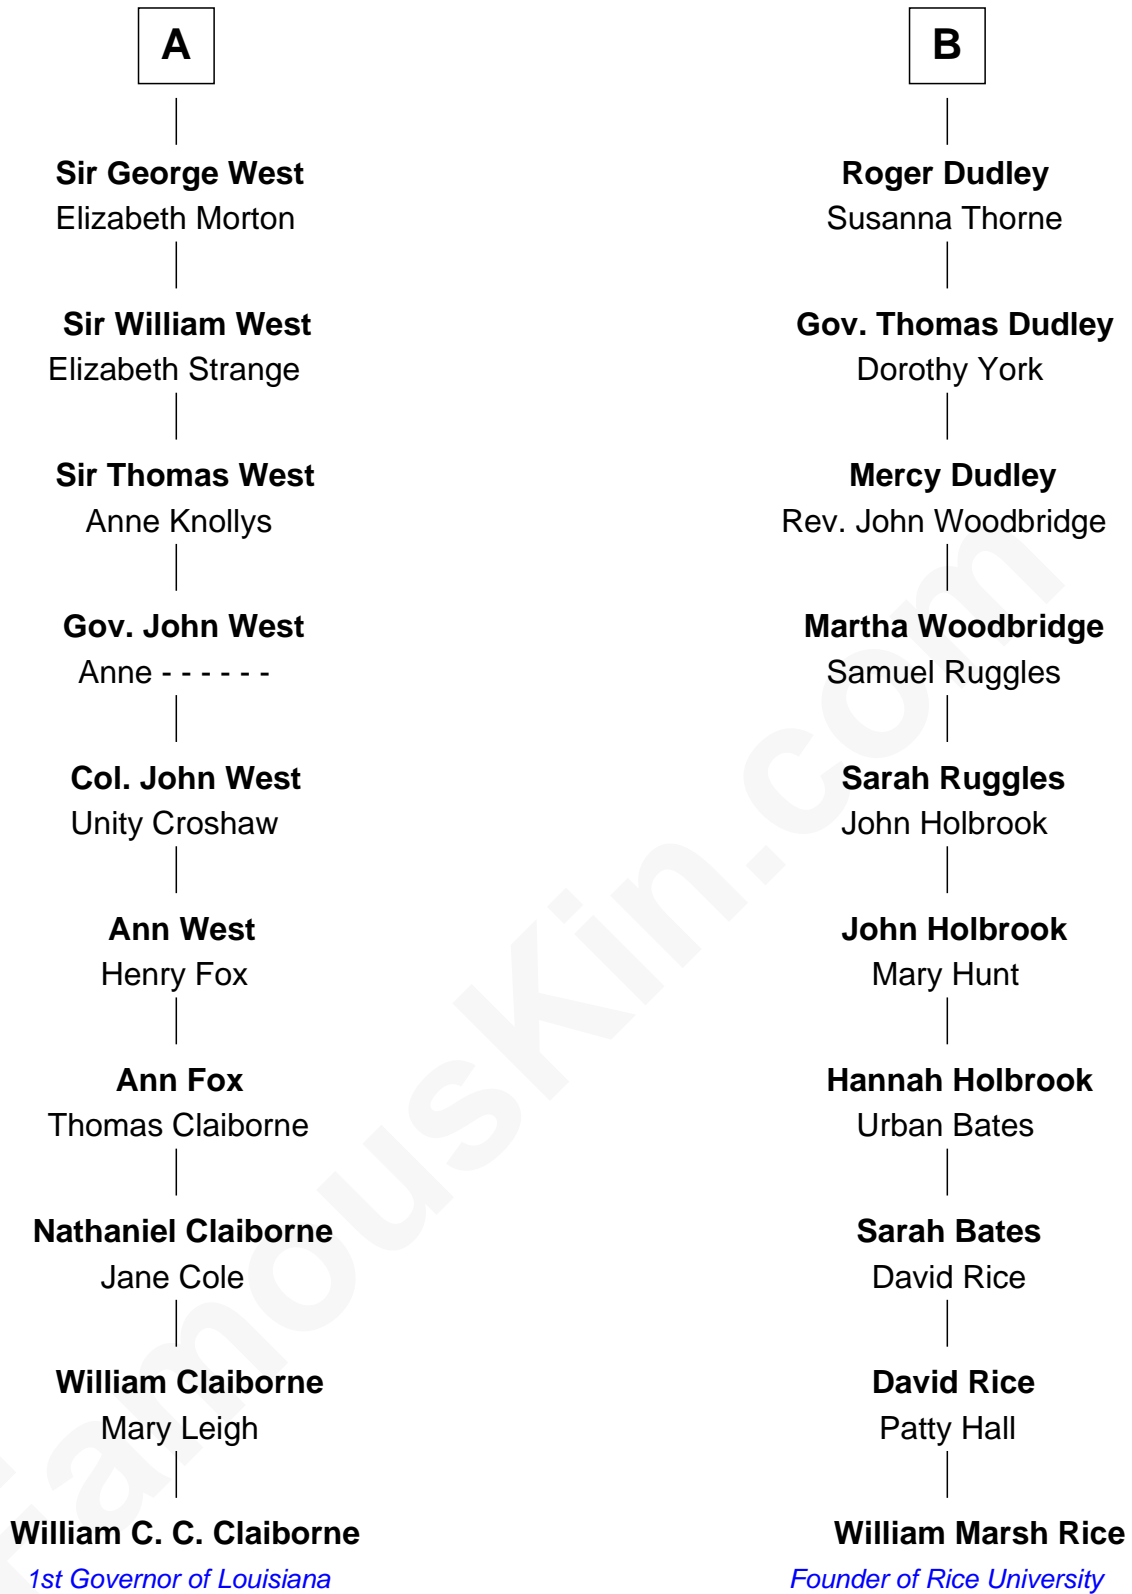 A
Sir George West
Elizabeth Morton
Sir William West
Elizabeth Strange
Sir Thomas West
Anne Knollys
Gov. John West
Anne - - - - - -
Col. John West
Unity Croshaw
Ann West
Henry Fox
Ann Fox
Thomas Claiborne
Nathaniel Claiborne
Jane Cole
William Claiborne
Mary Leigh
William C. C. Claiborne
1st Governor of Louisiana
B
Roger Dudley
Susanna Thorne
Gov. Thomas Dudley
Dorothy York
Mercy Dudley
Rev. John Woodbridge
Martha Woodbridge
Samuel Ruggles
Sarah Ruggles
John Holbrook
John Holbrook
Mary Hunt
Hannah Holbrook
Urban Bates
Sarah Bates
David Rice
David Rice
Patty Hall
William Marsh Rice
Founder of Rice University
FamousKin.com